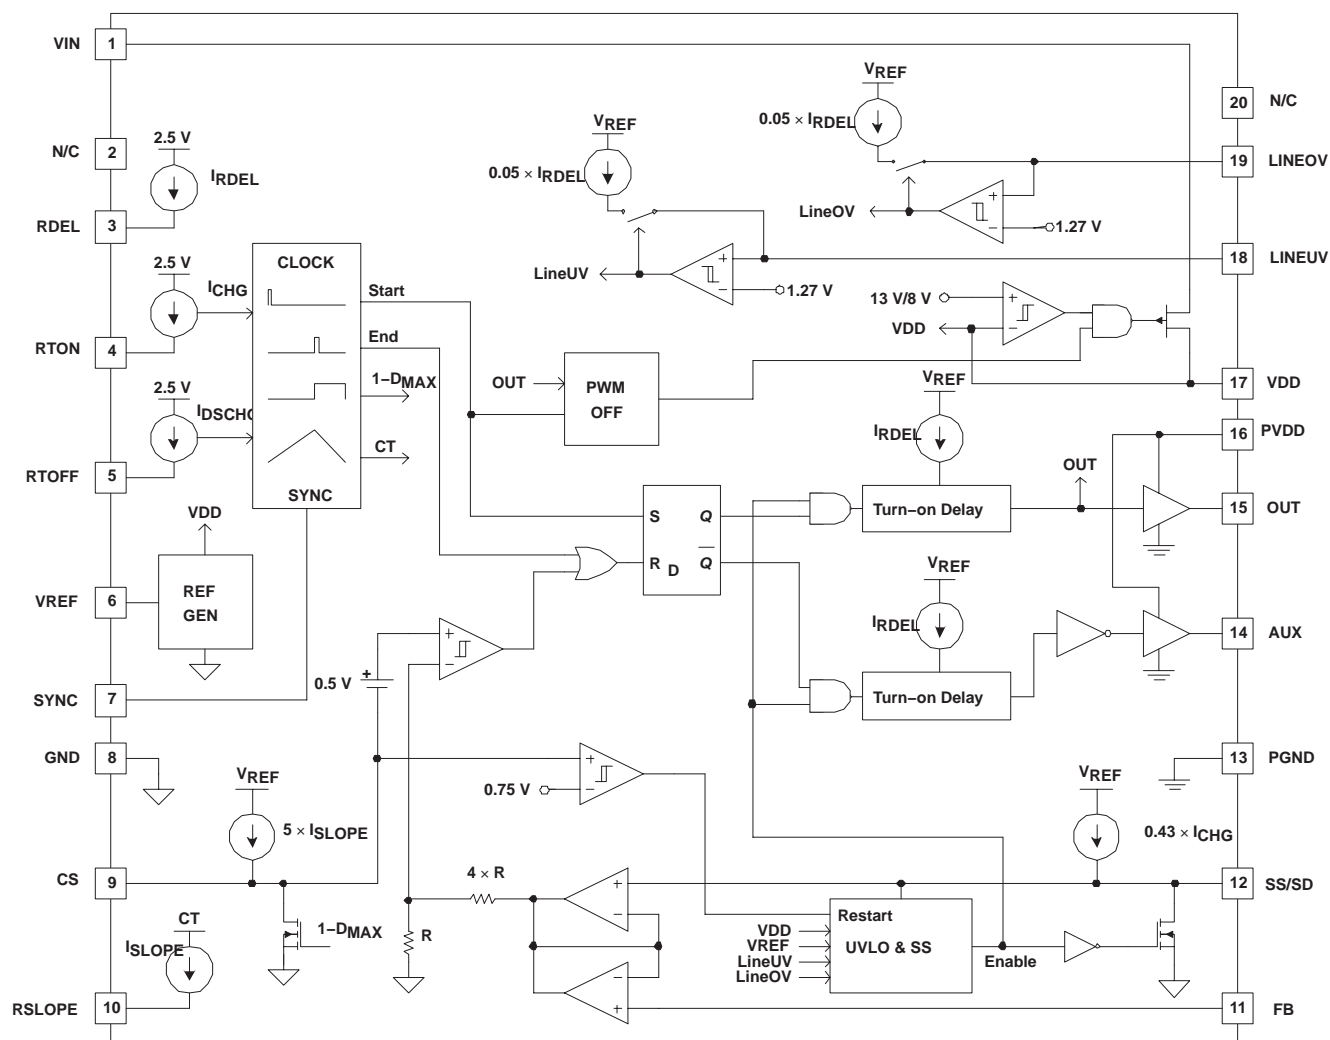 VIN 1
VREF
20 N/C
0.05 × IRDEL
2.5 V
VREF
N/C 2
19 LINEOV
IRDEL
0.05 × IRDEL
+
LineOV
−
1.27 V
RDEL 3
CLOCK
18 LINEUV
2.5 V
+
ICHG
LineUV
−
Start
1.27 V
13 V/8 V
+
VDD
−
RTON 4
End
2.5 V
1−DMAX
OUT
PWM
OFF
VREF
17 VDD
IDSCHG
IRDEL
16 PVDD
CT
OUT
RTOFF 5
SYNC
VDD
S Q
Turn−on Delay
15 OUT
R D Q
VREF
REF
GEN
VREF 6
IRDEL
14 AUX
+
−
+
0.5 V
Turn−on Delay
SYNC 7
GND 8
+
13 PGND
VREF
0.75 V
−
VREF
5 × ISLOPE
0.43 × ICHG
CS 9
4 × R
+
12 SS/SD
CT
−
Restart
1−DMAX
R
VDD
VREF
UVLO & SS
ISLOPE
LineUV
Enable
LineOV
−
RSLOPE 10
+
11 FB